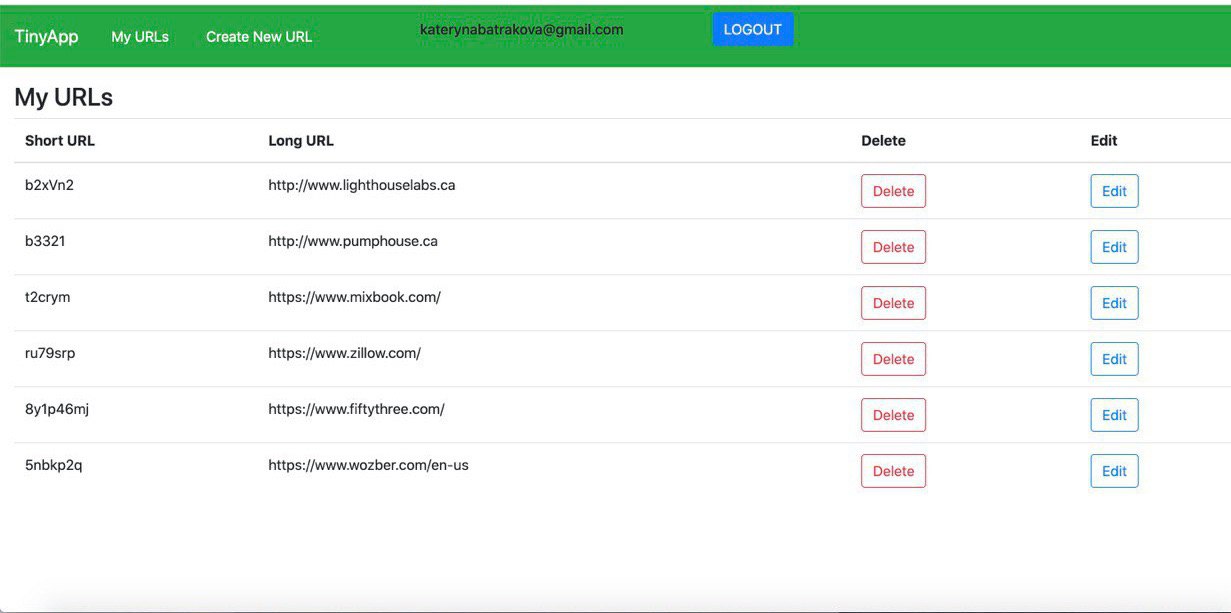 TinyApp My URLs Create New URL katerynabatrakova@gmail.com LOGOUT
My URLs
Short URL Long URL Delete Edit
b2xVn2 http://www.lighthouselabs.ca Delete Edit
b3321 http://www.pumphouse.ca Delete Edit
t2crym https://www.mixbook.com/ Delete Edit
ru79srp https://www.zillow.com/ Delete Edit
8y1p46mj https://www.fiftythree.com/ Delete Edit
5nbkp2q https://www.wozber.com/en-us Delete Edit